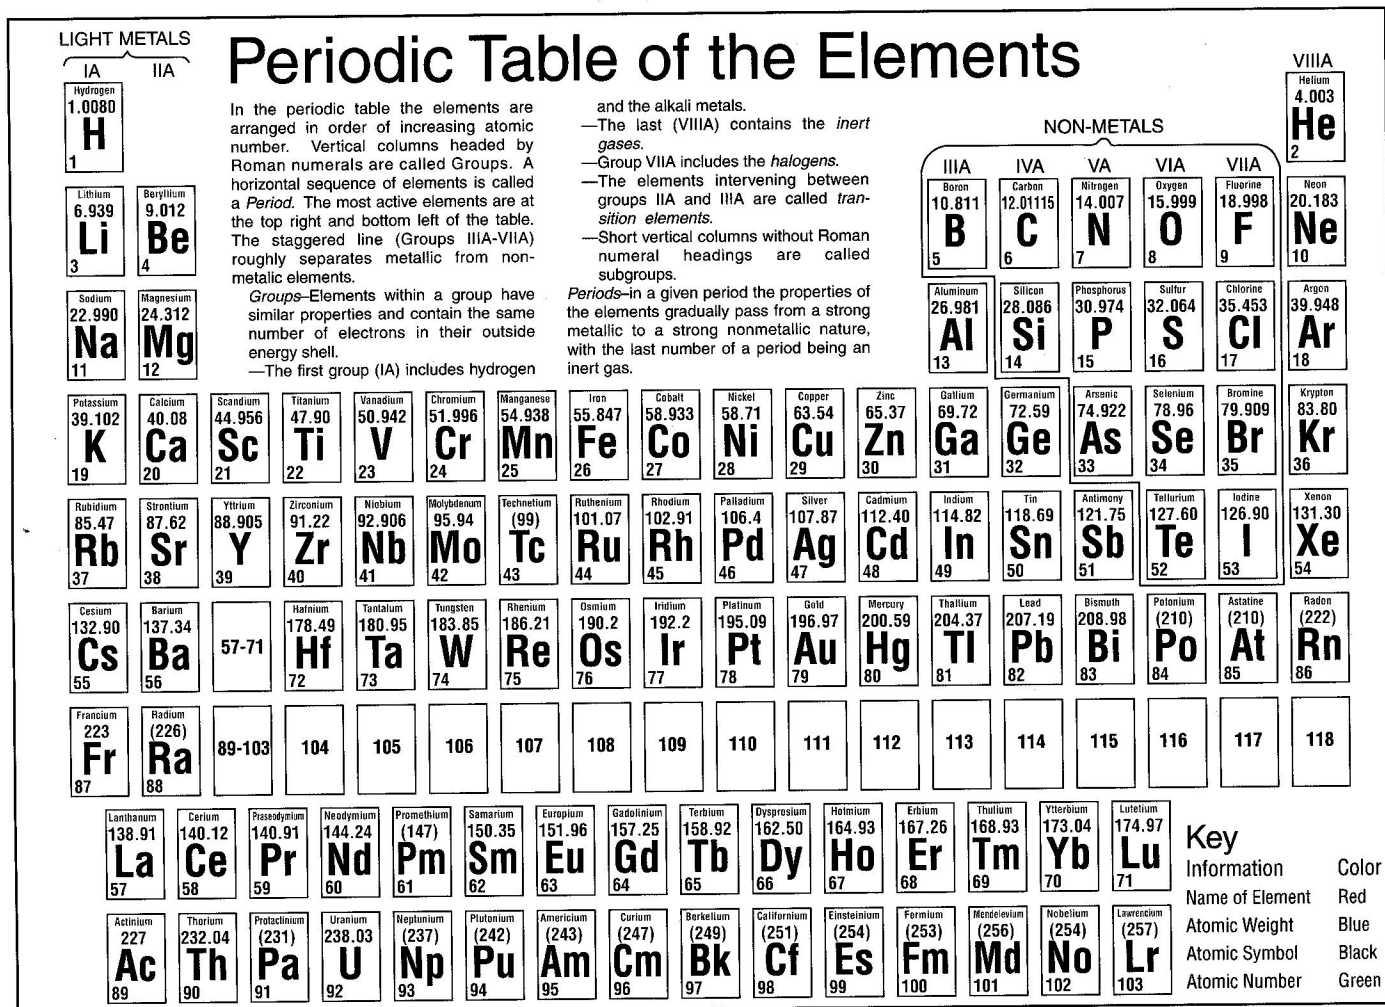 LIGHT METALS
IA
IIA
Periodic Table of the Elements
VIIIA
In the periodic table the elements are
arranged in order of increasing atomic
number. Vertical columns headed by
Roman numerals are called Groups. A
horizontal sequence of elements is called
a Period. The most active elements are at
the top right and bottom left of the table.
The staggered line (Groups IIIA-VIIA)
roughly separates metallic from non-
metalic elements.
Groups–Elements within a group have
similar properties and contain the same
number of electrons in their outside
energy shell.
—The first group (IA) includes hydrogen
and the alkali metals.
—The last (VIIIA) contains the inert
gases.
—Group VIIA includes the halogens.
—The elements intervening between
groups IIA and IIIA are called tran-
sition elements.
—Short vertical columns without Roman
numeral headings are called
subgroups.
Periods–in a given period the properties of
the elements gradually pass from a strong
metallic to a strong nonmetallic nature,
with the last number of a period being an
inert gas.
NON-METALS
IIIA IVA VA VIA VIIA
Hydrogen
1.0080
H
1
Helium
4.003
He
2
Lithium
6.939
Li
3
Beryllium
9.012
Be
4
Boron
10.811
B
5
Carbon
12.01115
C
6
Nitrogen
14.007
N
7
Oxygen
15.999
O
8
Fluorine
18.998
F
9
Neon
20.183
Ne
10
Sodium
22.990
Na
11
Magnesium
24.312
Mg
12
Aluminum
26.981
Al
13
Silicon
28.086
Si
14
Phosphorus
30.974
P
15
Sulfur
32.064
S
16
Chlorine
35.453
Cl
17
Argon
39.948
Ar
18
Potassium
39.102
K
19
Calcium
40.08
Ca
20
Scandium
44.956
Sc
21
Titanium
47.90
Ti
22
Vanadium
50.942
V
23
Chromium
51.996
Cr
24
Manganese
54.938
Mn
25
Iron
55.847
Fe
26
Cobalt
58.933
Co
27
Nickel
58.71
Ni
28
Copper
63.54
Cu
29
Zinc
65.37
Zn
30
Gallium
69.72
Ga
31
Germanium
72.59
Ge
32
Arsenic
74.922
As
33
Selenium
78.96
Se
34
Bromine
79.909
Br
35
Krypton
83.80
Kr
36
Rubidium
85.47
Rb
37
Strontium
87.62
Sr
38
Yttrium
88.905
Y
39
Zirconium
91.22
Zr
40
Niobium
92.906
Nb
41
Molybdenum
95.94
Mo
42
Technetium
(99)
Tc
43
Ruthenium
101.07
Ru
44
Rhodium
102.91
Rh
45
Palladium
106.4
Pd
46
Silver
107.87
Ag
47
Cadmium
112.40
Cd
48
Indium
114.82
In
49
Tin
118.69
Sn
50
Antimony
121.75
Sb
51
Tellurium
127.60
Te
52
Iodine
126.90
I
53
Xenon
131.30
Xe
54
Cesium
132.90
Cs
55
Barium
137.34
Ba
56
57-71
Hafnium
178.49
Hf
72
Tantalum
180.95
Ta
73
Tungsten
183.85
W
74
Rhenium
186.21
Re
75
Osmium
190.2
Os
76
Iridium
192.2
Ir
77
Platinum
195.09
Pt
78
Gold
196.97
Au
79
Mercury
200.59
Hg
80
Thallium
204.37
Tl
81
Lead
207.19
Pb
82
Bismuth
208.98
Bi
83
Polonium
(210)
Po
84
Astatine
(210)
At
85
Radon
(222)
Rn
86
Francium
223
Fr
87
Radium
(226)
Ra
88
89-103
104
105
106
107
108
109
110
111
112
113
114
115
116
117
118
Lanthanum
138.91
La
57
Cerium
140.12
Ce
58
Praseodymium
140.91
Pr
59
Neodymium
144.24
Nd
60
Promethium
(147)
Pm
61
Samarium
150.35
Sm
62
Europium
151.96
Eu
63
Gadolinium
157.25
Gd
64
Terbium
158.92
Tb
65
Dysprosium
162.50
Dy
66
Holmium
164.93
Ho
67
Erbium
167.26
Er
68
Thulium
168.93
Tm
69
Ytterbium
173.04
Yb
70
Lutetium
174.97
Lu
71
Actinium
227
Ac
89
Thorium
232.04
Th
90
Protactinium
(231)
Pa
91
Uranium
238.03
U
92
Neptunium
(237)
Np
93
Plutonium
(242)
Pu
94
Americium
(243)
Am
95
Curium
(247)
Cm
96
Berkelium
(249)
Bk
97
Californium
(251)
Cf
98
Einsteinium
(254)
Es
99
Fermium
(253)
Fm
100
Mendelevium
(256)
Md
101
Nobelium
(254)
No
102
Lawrencium
(257)
Lr
103
Key
Information Color
Name of Element Red
Atomic Weight Blue
Atomic Symbol Black
Atomic Number Green